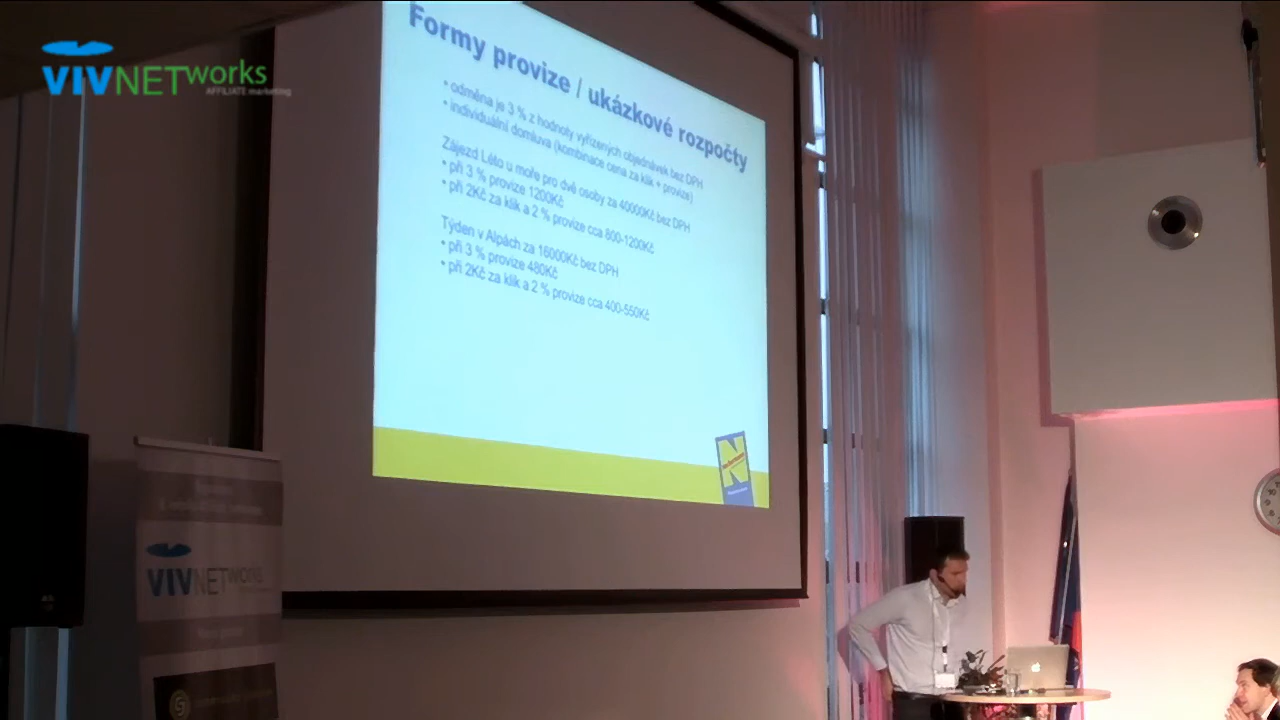 VIVNETworks
AFFILIATE marketing
Formy provize / ukázkové rozpočty
• odměna je 3 % z hodnoty vyřízených objednávek bez DPH
• individuální domluva (kombinace cena za klik + provize)
Zájezd Léto u moře pro dvě osoby za 40000Kč bez DPH
• při 3 % provize 1200Kč
• při 2Kč za klik a 2 % provize cca 800-1200Kč
Týden v Alpách za 16000Kč bez DPH
• při 3 % provize 480Kč
• při 2Kč za klik a 2 % provize cca 400-550Kč
N
Neckermann
VIVNETworks